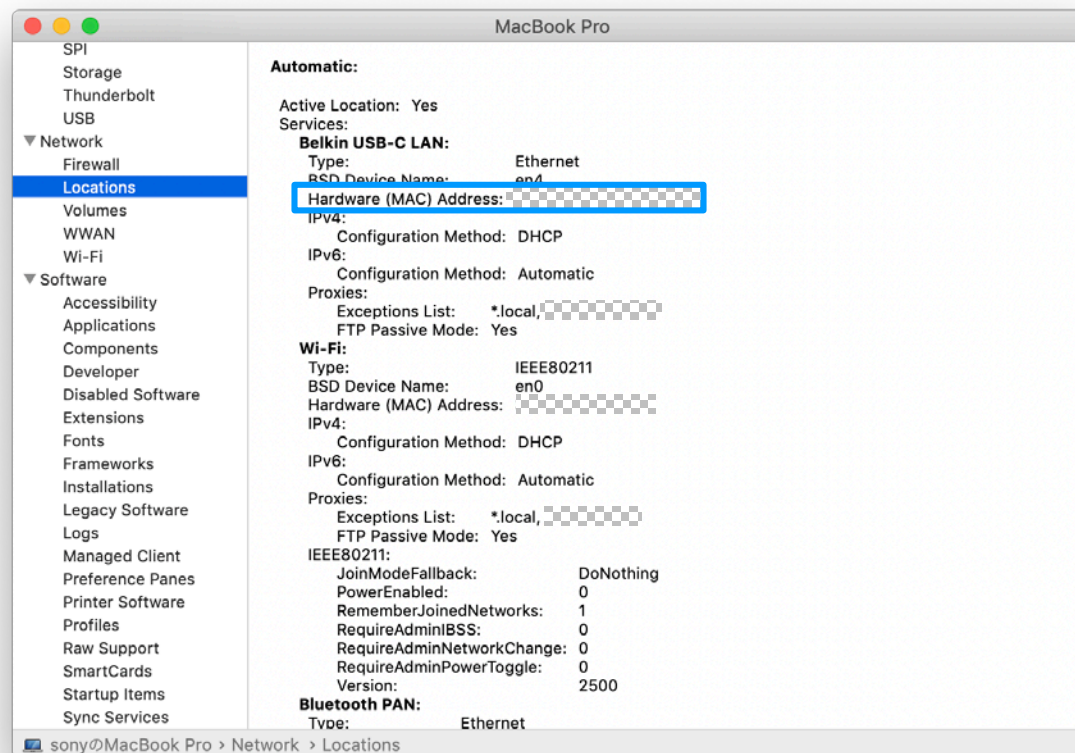 MacBook Pro
SPI
Storage
Thunderbolt
USB
Network
Firewall
Locations
Volumes
WWAN
Wi-Fi
Software
Accessibility
Applications
Components
Developer
Disabled Software
Extensions
Fonts
Frameworks
Installations
Legacy Software
Logs
Managed Client
Preference Panes
Printer Software
Profiles
Raw Support
SmartCards
Startup Items
Sync Services
Automatic:
Active Location: Yes
Services:
Belkin USB-C LAN:
Type: Ethernet
BSD Device Name: en4
Hardware (MAC) Address:
IPv4:
Configuration Method: DHCP
IPv6:
Configuration Method: Automatic
Proxies:
Exceptions List: *.local,
FTP Passive Mode: Yes
Wi-Fi:
Type: IEEE80211
BSD Device Name: en0
Hardware (MAC) Address:
IPv4:
Configuration Method: DHCP
IPv6:
Configuration Method: Automatic
Proxies:
Exceptions List: *.local,
FTP Passive Mode: Yes
IEEE80211:
JoinModeFallback: DoNothing
PowerEnabled: 0
RememberJoinedNetworks: 1
RequireAdminIBSS: 0
RequireAdminNetworkChange: 0
RequireAdminPowerToggle: 0
Version: 2500
Bluetooth PAN:
Type: Ethernet
sonyのMacBook Pro › Network › Locations